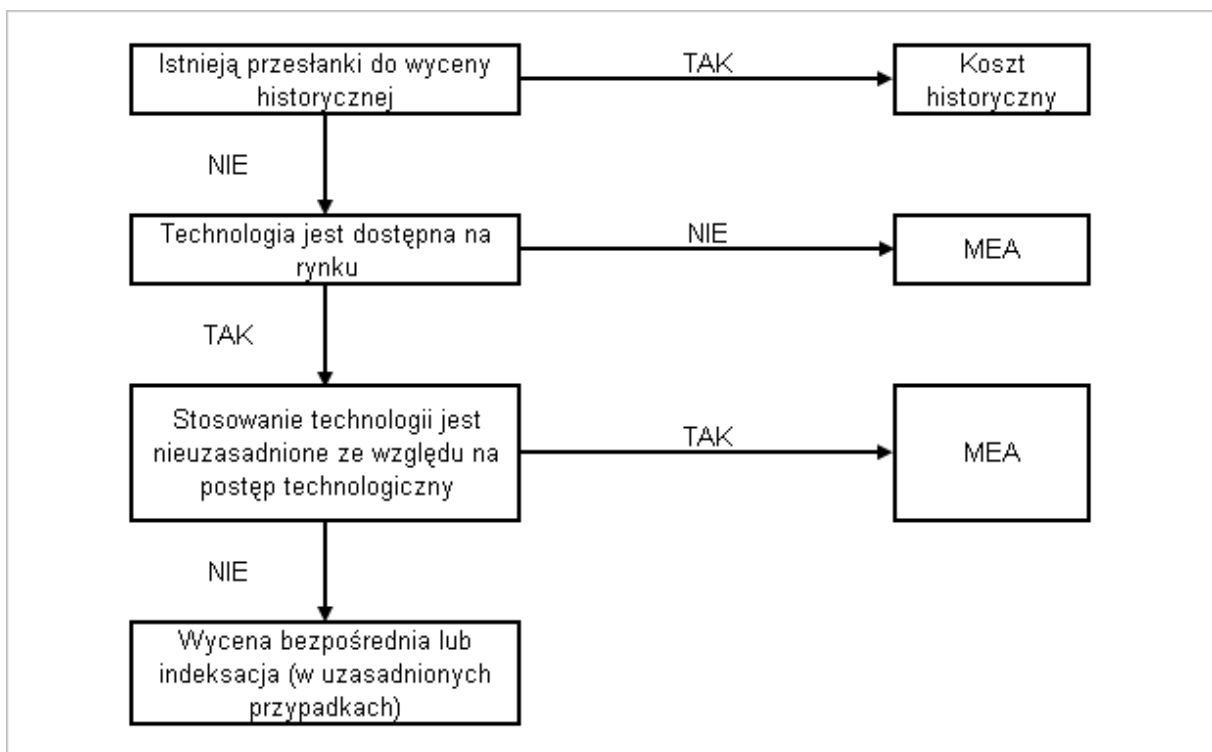 Istnieją przesłanki do wyceny
historycznej
TAK
Koszt
historyczny
NIE
Technologia jest dostępna na
rynku
NIE
MEA
TAK
Stosowanie technologii jest
nieuzasadnione ze względu na
postęp technologiczny
TAK
MEA
NIE
Wycena bezpośrednia lub
indeksacja (w uzasadnionych
przypadkach)